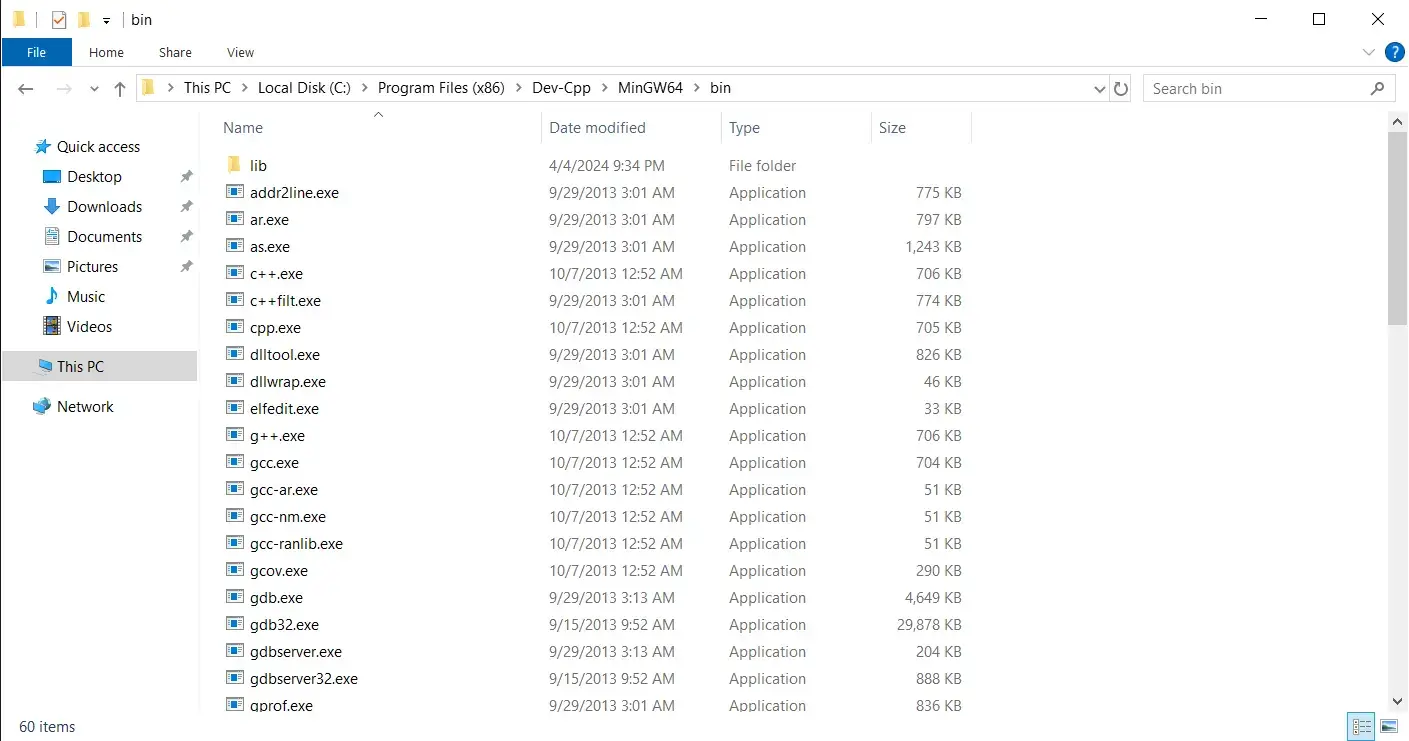 bin
File Home Share View
This PC Local Disk (C:) Program Files (x86) Dev-Cpp MinGW64 bin Search bin
Name Date modified Type Size
Quick access
Desktop
Downloads
Documents
Pictures
Music
Videos
This PC
Network
lib 4/4/2024 9:34 PM File folder
addr2line.exe 9/29/2013 3:01 AM Application 775 KB
ar.exe 9/29/2013 3:01 AM Application 797 KB
as.exe 9/29/2013 3:01 AM Application 1,243 KB
c++.exe 10/7/2013 12:52 AM Application 706 KB
c++filt.exe 9/29/2013 3:01 AM Application 774 KB
cpp.exe 10/7/2013 12:52 AM Application 705 KB
dlltool.exe 9/29/2013 3:01 AM Application 826 KB
dllwrap.exe 9/29/2013 3:01 AM Application 46 KB
elfedit.exe 9/29/2013 3:01 AM Application 33 KB
g++.exe 10/7/2013 12:52 AM Application 706 KB
gcc.exe 10/7/2013 12:52 AM Application 704 KB
gcc-ar.exe 10/7/2013 12:52 AM Application 51 KB
gcc-nm.exe 10/7/2013 12:52 AM Application 51 KB
gcc-ranlib.exe 10/7/2013 12:52 AM Application 51 KB
gcov.exe 10/7/2013 12:52 AM Application 290 KB
gdb.exe 9/29/2013 3:13 AM Application 4,649 KB
gdb32.exe 9/15/2013 9:52 AM Application 29,878 KB
gdbserver.exe 9/29/2013 3:13 AM Application 204 KB
gdbserver32.exe 9/15/2013 9:52 AM Application 888 KB
gprof.exe 9/29/2013 3:01 AM Application 836 KB
60 items